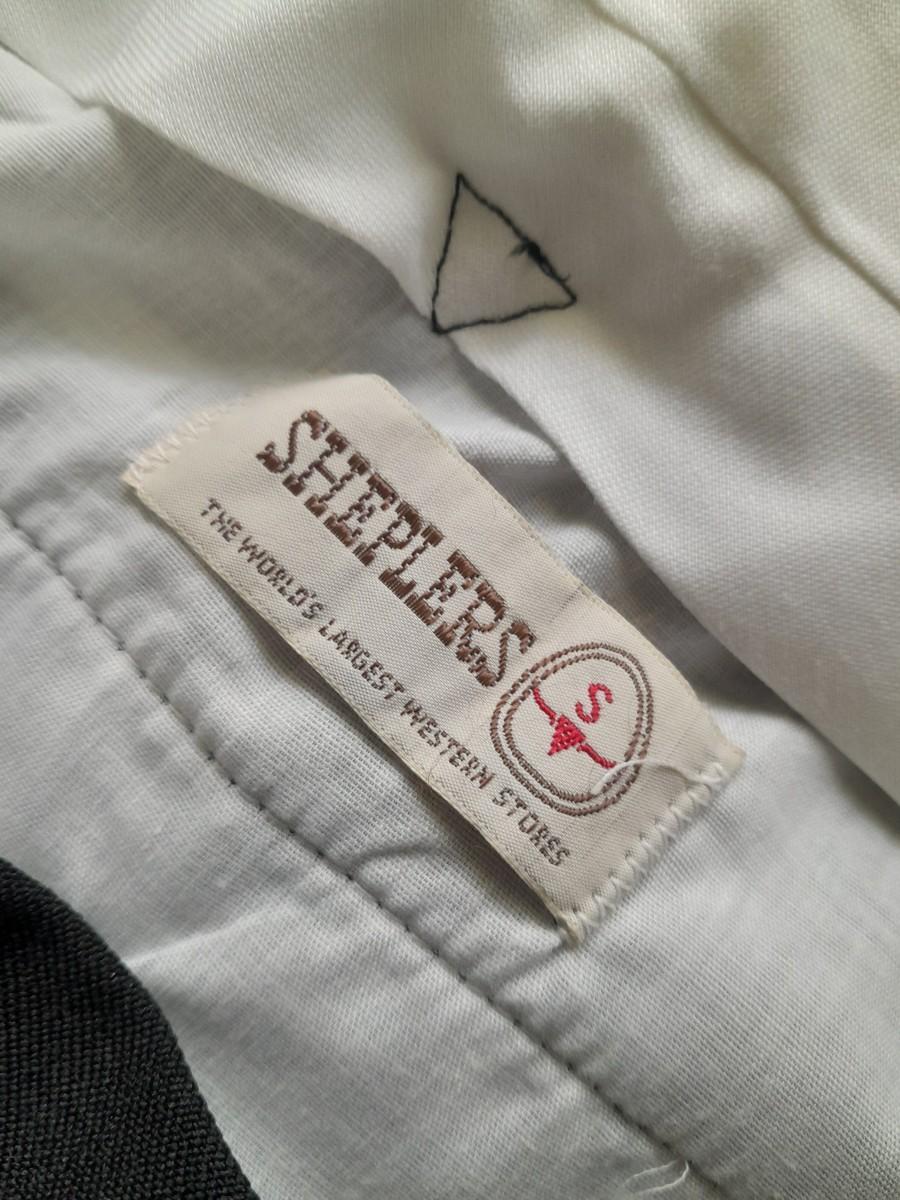 SHEPLERS
THE WORLD'S LARGEST WESTERN STORES
S